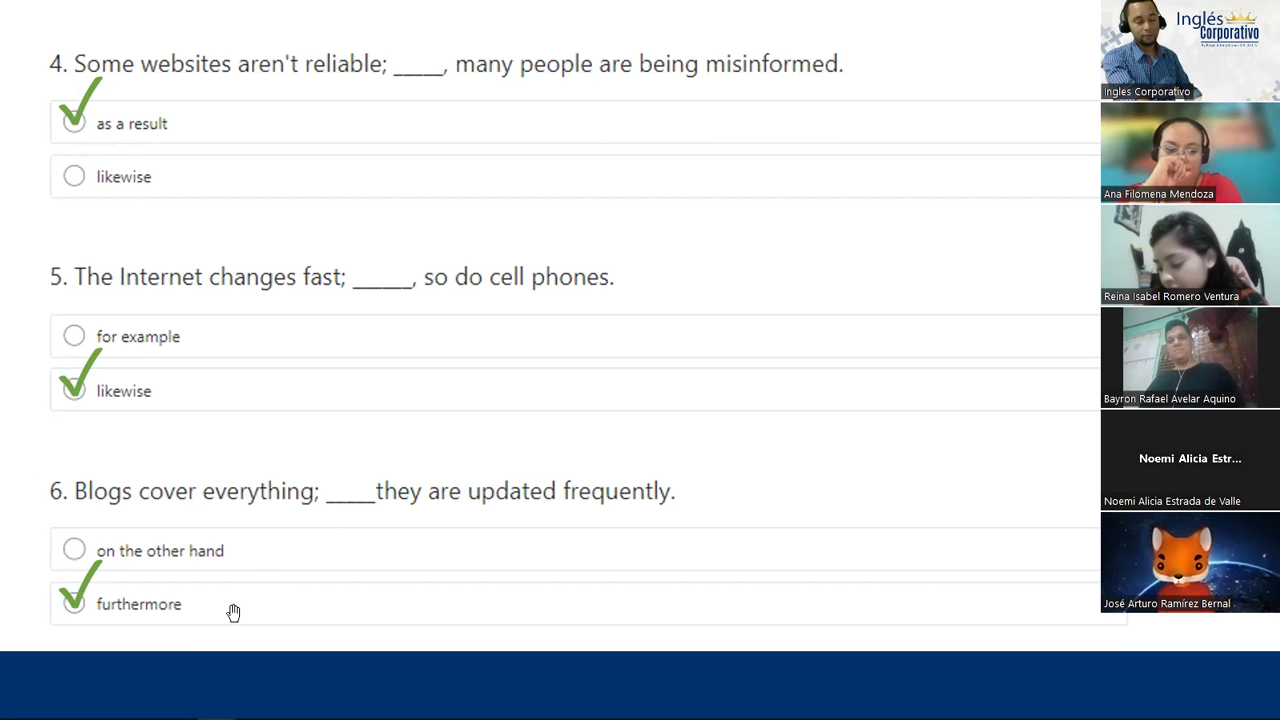 4. Some websites aren't reliable; _____, many people are being misinformed.
as a result
likewise
5. The Internet changes fast; ______, so do cell phones.
for example
likewise
6. Blogs cover everything; _____they are updated frequently.
on the other hand
furthermore
Inglés
Corporativo
Ingles Corporativo
Ana Filomena Mendoza
Reina Isabel Romero Ventura
Bayron Rafael Avelar Aquino
Noemi Alicia Estr...
Noemi Alicia Estrada de Valle
José Arturo Ramírez Bernal